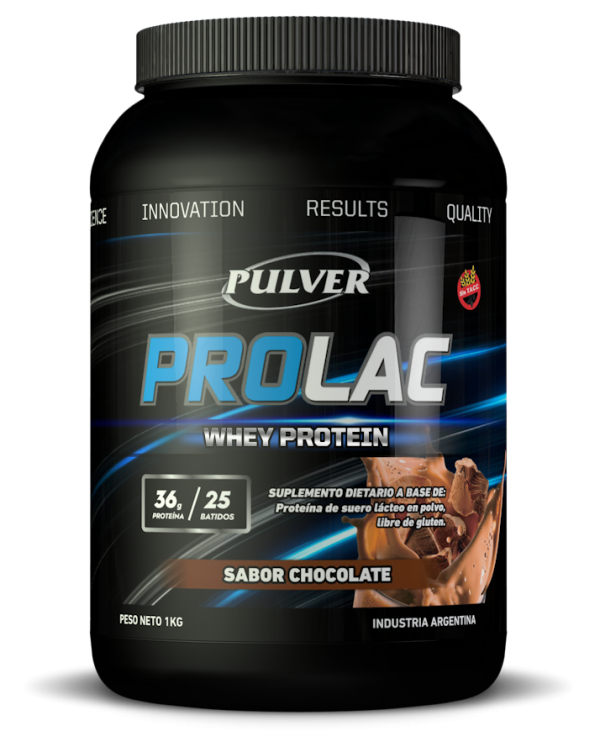 INNOVATION RESULTS QUALITY
PULVER
SIN T.A.C.C.
PROLAC
WHEY PROTEIN
36g PROTEÍNA / 25 BATIDOS
SUPLEMENTO DIETARIO A BASE DE:
Proteína de suero lácteo en polvo,
libre de gluten.
SABOR CHOCOLATE
PESO NETO 1KG
INDUSTRIA ARGENTINA